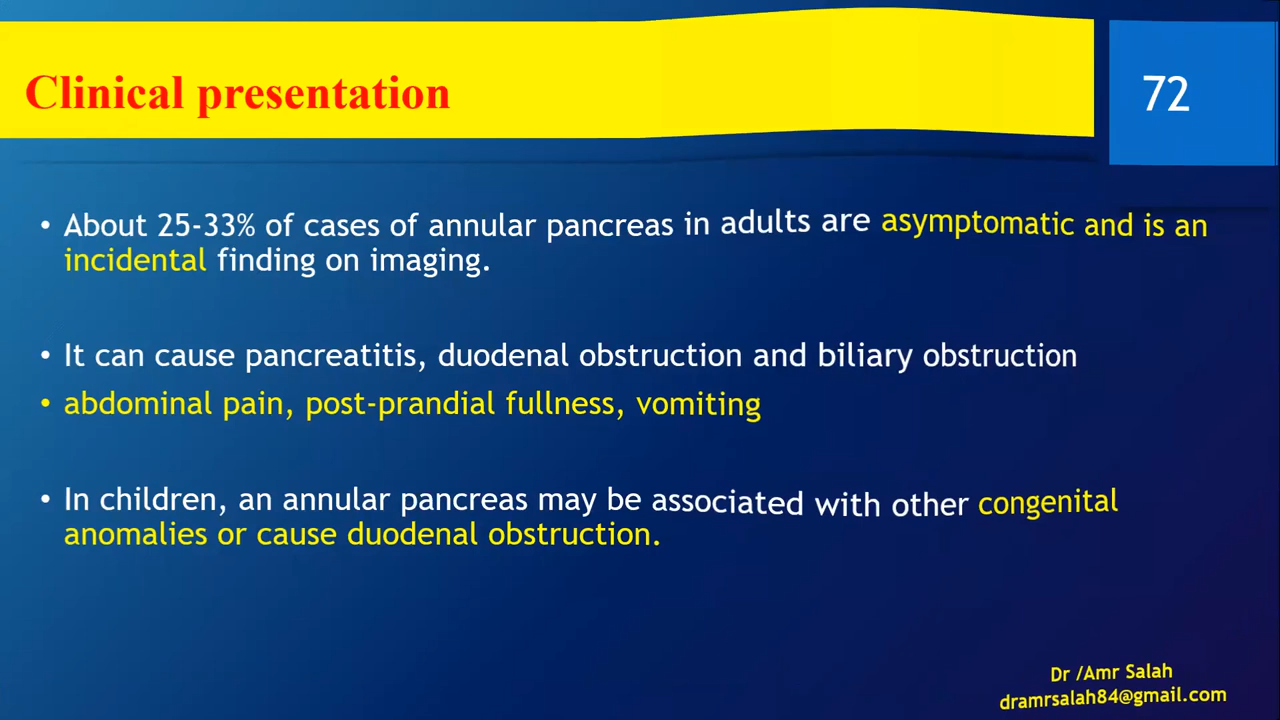 Clinical presentation
72
• About 25-33% of cases of annular pancreas in adults are asymptomatic and is an
incidental finding on imaging.
• It can cause pancreatitis, duodenal obstruction and biliary obstruction
• abdominal pain, post-prandial fullness, vomiting
• In children, an annular pancreas may be associated with other congenital
anomalies or cause duodenal obstruction.
Dr /Amr Salah
dramrsalah84@gmail.com